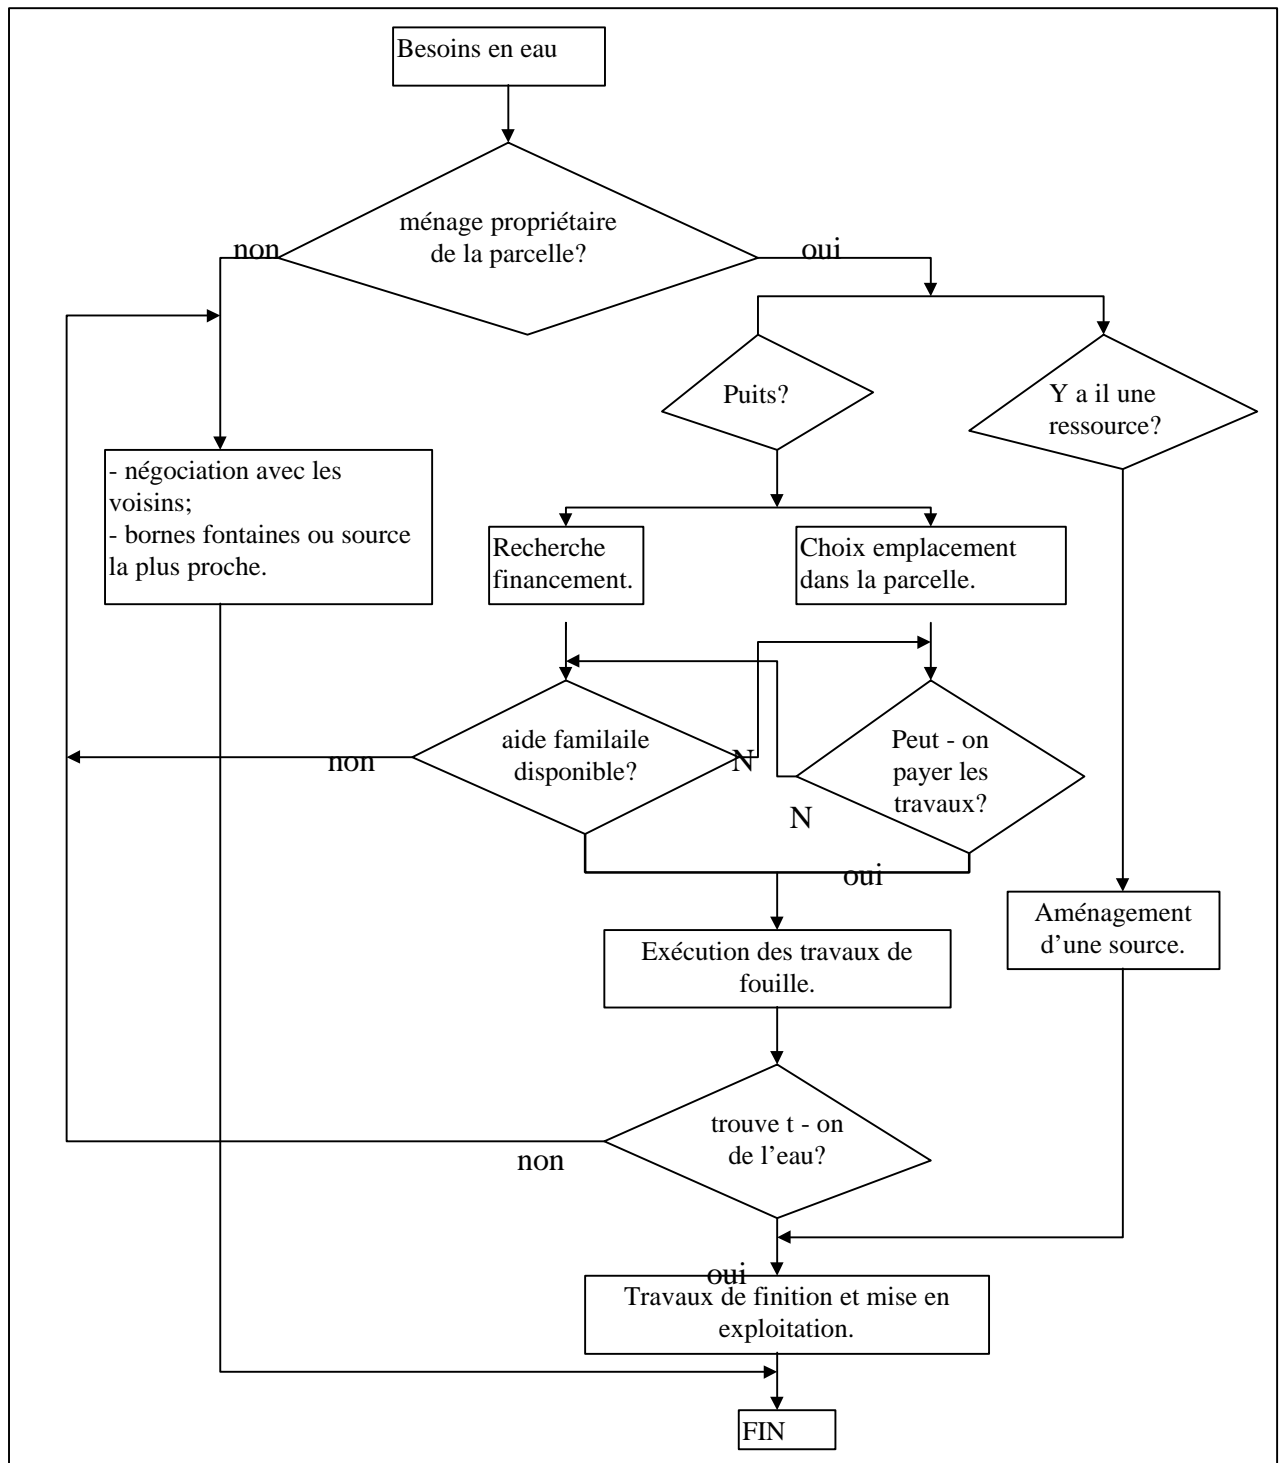 Besoins en eau
ménage propriétaire
de la parcelle?
non
oui
Puits?
Y a il une
ressource?
- négociation avec les
voisins;
- bornes fontaines ou source
la plus proche.
Recherche
financement.
Choix emplacement
dans la parcelle.
aide familaile
disponible?
non
N
Peut - on
payer les
travaux?
N
oui
Aménagement
d’une source.
Exécution des travaux de
fouille.
trouve t - on
de l’eau?
non
oui
Travaux de finition et mise en
exploitation.
FIN